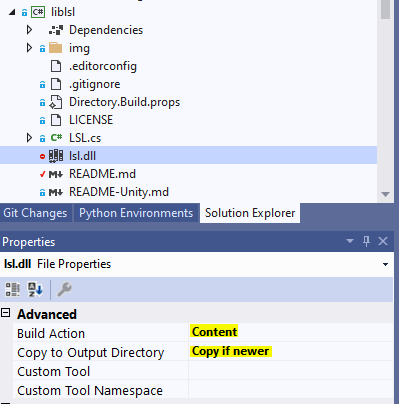 liblsl
Dependencies
img
.editorconfig
.gitignore
Directory.Build.props
LICENSE
C# LSL.cs
lsl.dll
README.md
README-Unity.md
Git Changes Python Environments Solution Explorer
Properties
lsl.dll File Properties
Advanced
Build Action Content
Copy to Output Directory Copy if newer
Custom Tool
Custom Tool Namespace